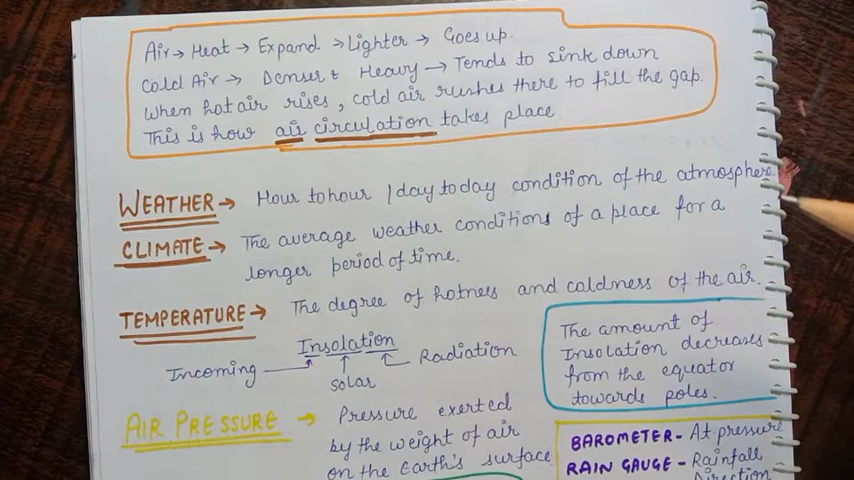 Air → Heat → Expand → Lighter → Goes up.
Cold Air → Denser & Heavy → Tends to sink down
When hot air rises, cold air rushes there to fill the gap.
This is how air circulation takes place
WEATHER → Hour to hour / day to day condition of the atmosphere.
CLIMATE → The average weather conditions of a place for a
longer period of time.
TEMPERATURE → The degree of hotness and coldness of the air.
Insolation
Incoming
solar
Radiation
The amount of
Insolation decreases
from the equator
towards poles.
AIR PRESSURE → Pressure exerted
by the weight of air
on the Earth's surface
BAROMETER - At pressure
RAIN GAUGE - Rainfall
Direction